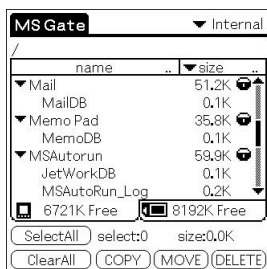 MS Gate ▼ Internal
/
name .. ▼size ..
▼Mail 51.2K
MailDB 0.1K
▼Memo Pad 35.8K
MemoDB 0.1K
▼MSAutorun 59.9K
JetWorkDB 0.1K
MSAutoRun_Log 0.2K
6721K Free 8192K Free
SelectAll select:0 size:0.0K
ClearAll COPY MOVE DELETE